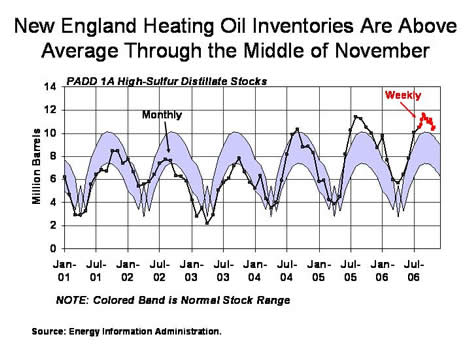 New England Heating Oil Inventories Are Above
Average Through the Middle of November
PADD 1A High-Sulfur Distillate Stocks
Weekly
Monthly
Million Barrels
14
12
10
8
6
4
2
0
Jan-01 Jul-01 Jan-02 Jul-02 Jan-03 Jul-03 Jan-04 Jul-04 Jan-05 Jul-05 Jan-06 Jul-06
NOTE: Colored Band is Normal Stock Range
Source: Energy Information Administration.